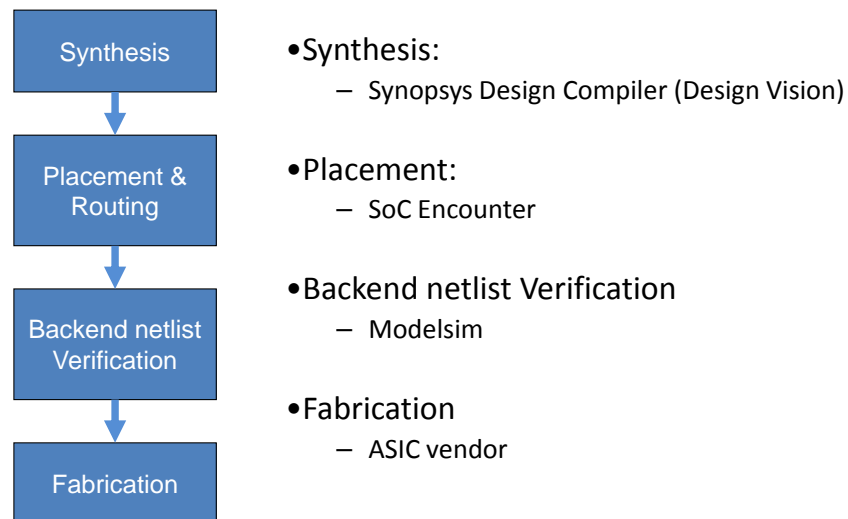 Synthesis
Placement &
Routing
Backend netlist
Verification
Fabrication
•Synthesis:
– Synopsys Design Compiler (Design Vision)
•Placement:
– SoC Encounter
•Backend netlist Verification
– Modelsim
•Fabrication
– ASIC vendor